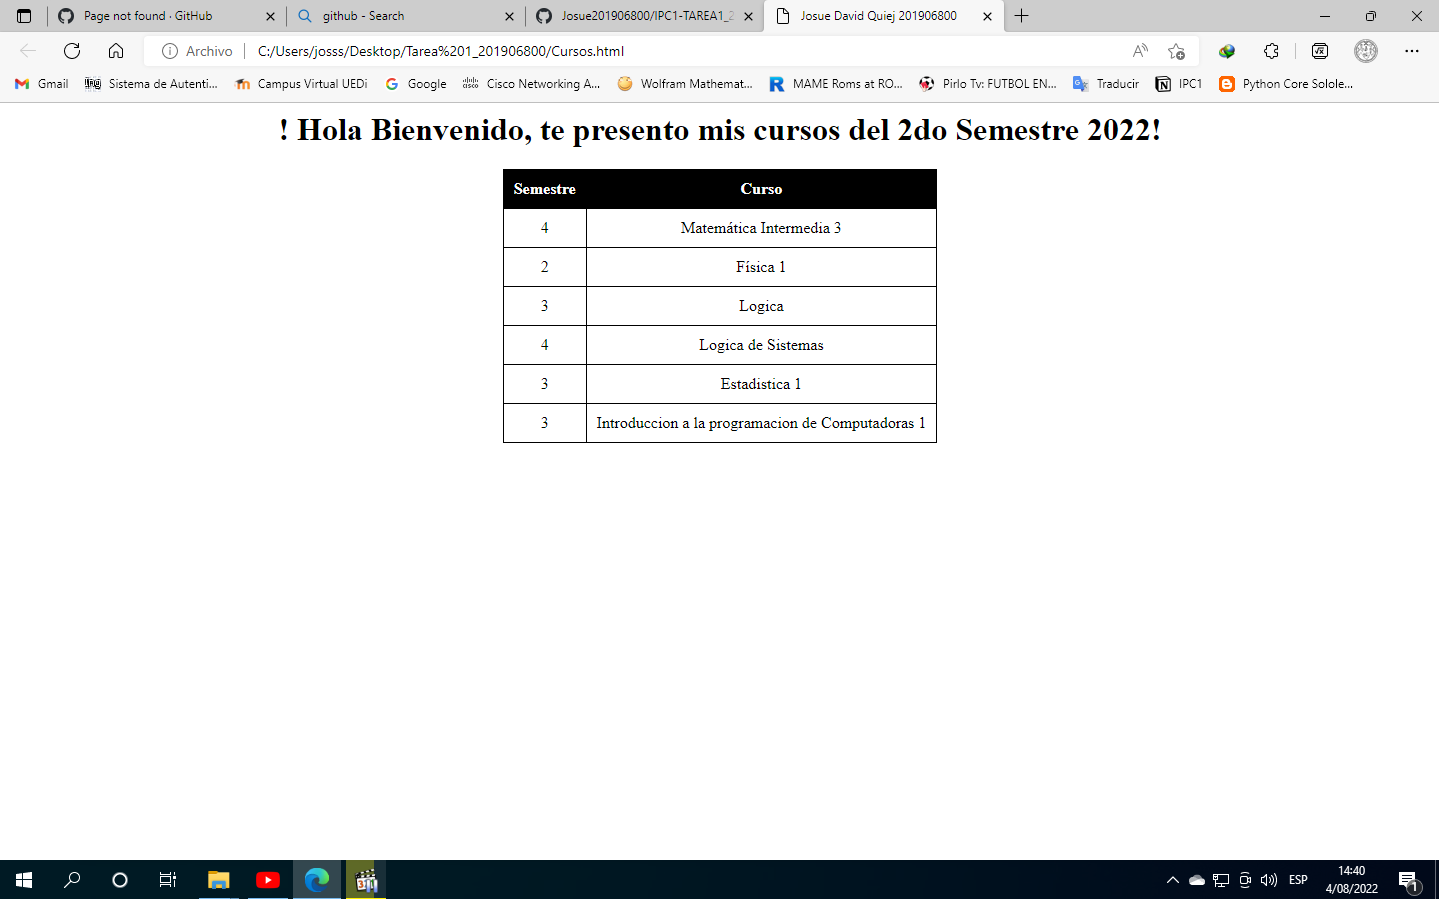 Page not found · GitHub
github - Search
Josue201906800/IPC1-TAREA1_2
Josue David Quiej 201906800
Archivo
C:/Users/josss/Desktop/Tarea%201_201906800/Cursos.html
Gmail
Sistema de Autenti...
Campus Virtual UEDi
Google
Cisco Networking A...
Wolfram Mathemat...
MAME Roms at RO...
Pirlo Tv: FUTBOL EN...
Traducir
IPC1
Python Core Solole...
! Hola Bienvenido, te presento mis cursos del 2do Semestre 2022!
Semestre Curso
4 Matemática Intermedia 3
2 Física 1
3 Logica
4 Logica de Sistemas
3 Estadistica 1
3 Introduccion a la programacion de Computadoras 1
ESP
14:40
4/08/2022
1